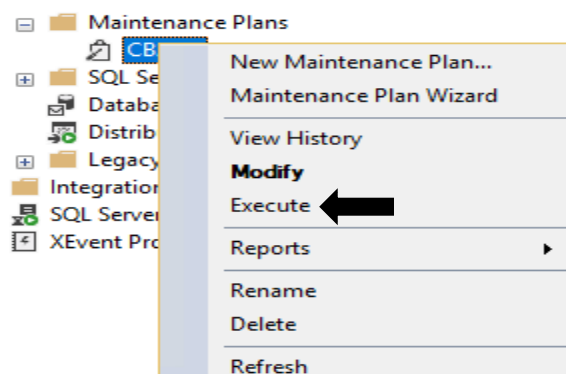 Maintenance Plans
CB
SQL Se
Databa
Distrib
Legacy
Integration
SQL Server
XEvent Pro
New Maintenance Plan...
Maintenance Plan Wizard
View History
Modify
Execute
Reports
Rename
Delete
Refresh